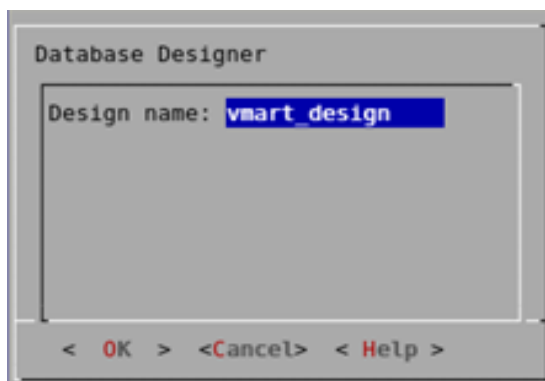 Database Designer
Design name: vmart_design
< OK > <Cancel> < Help >